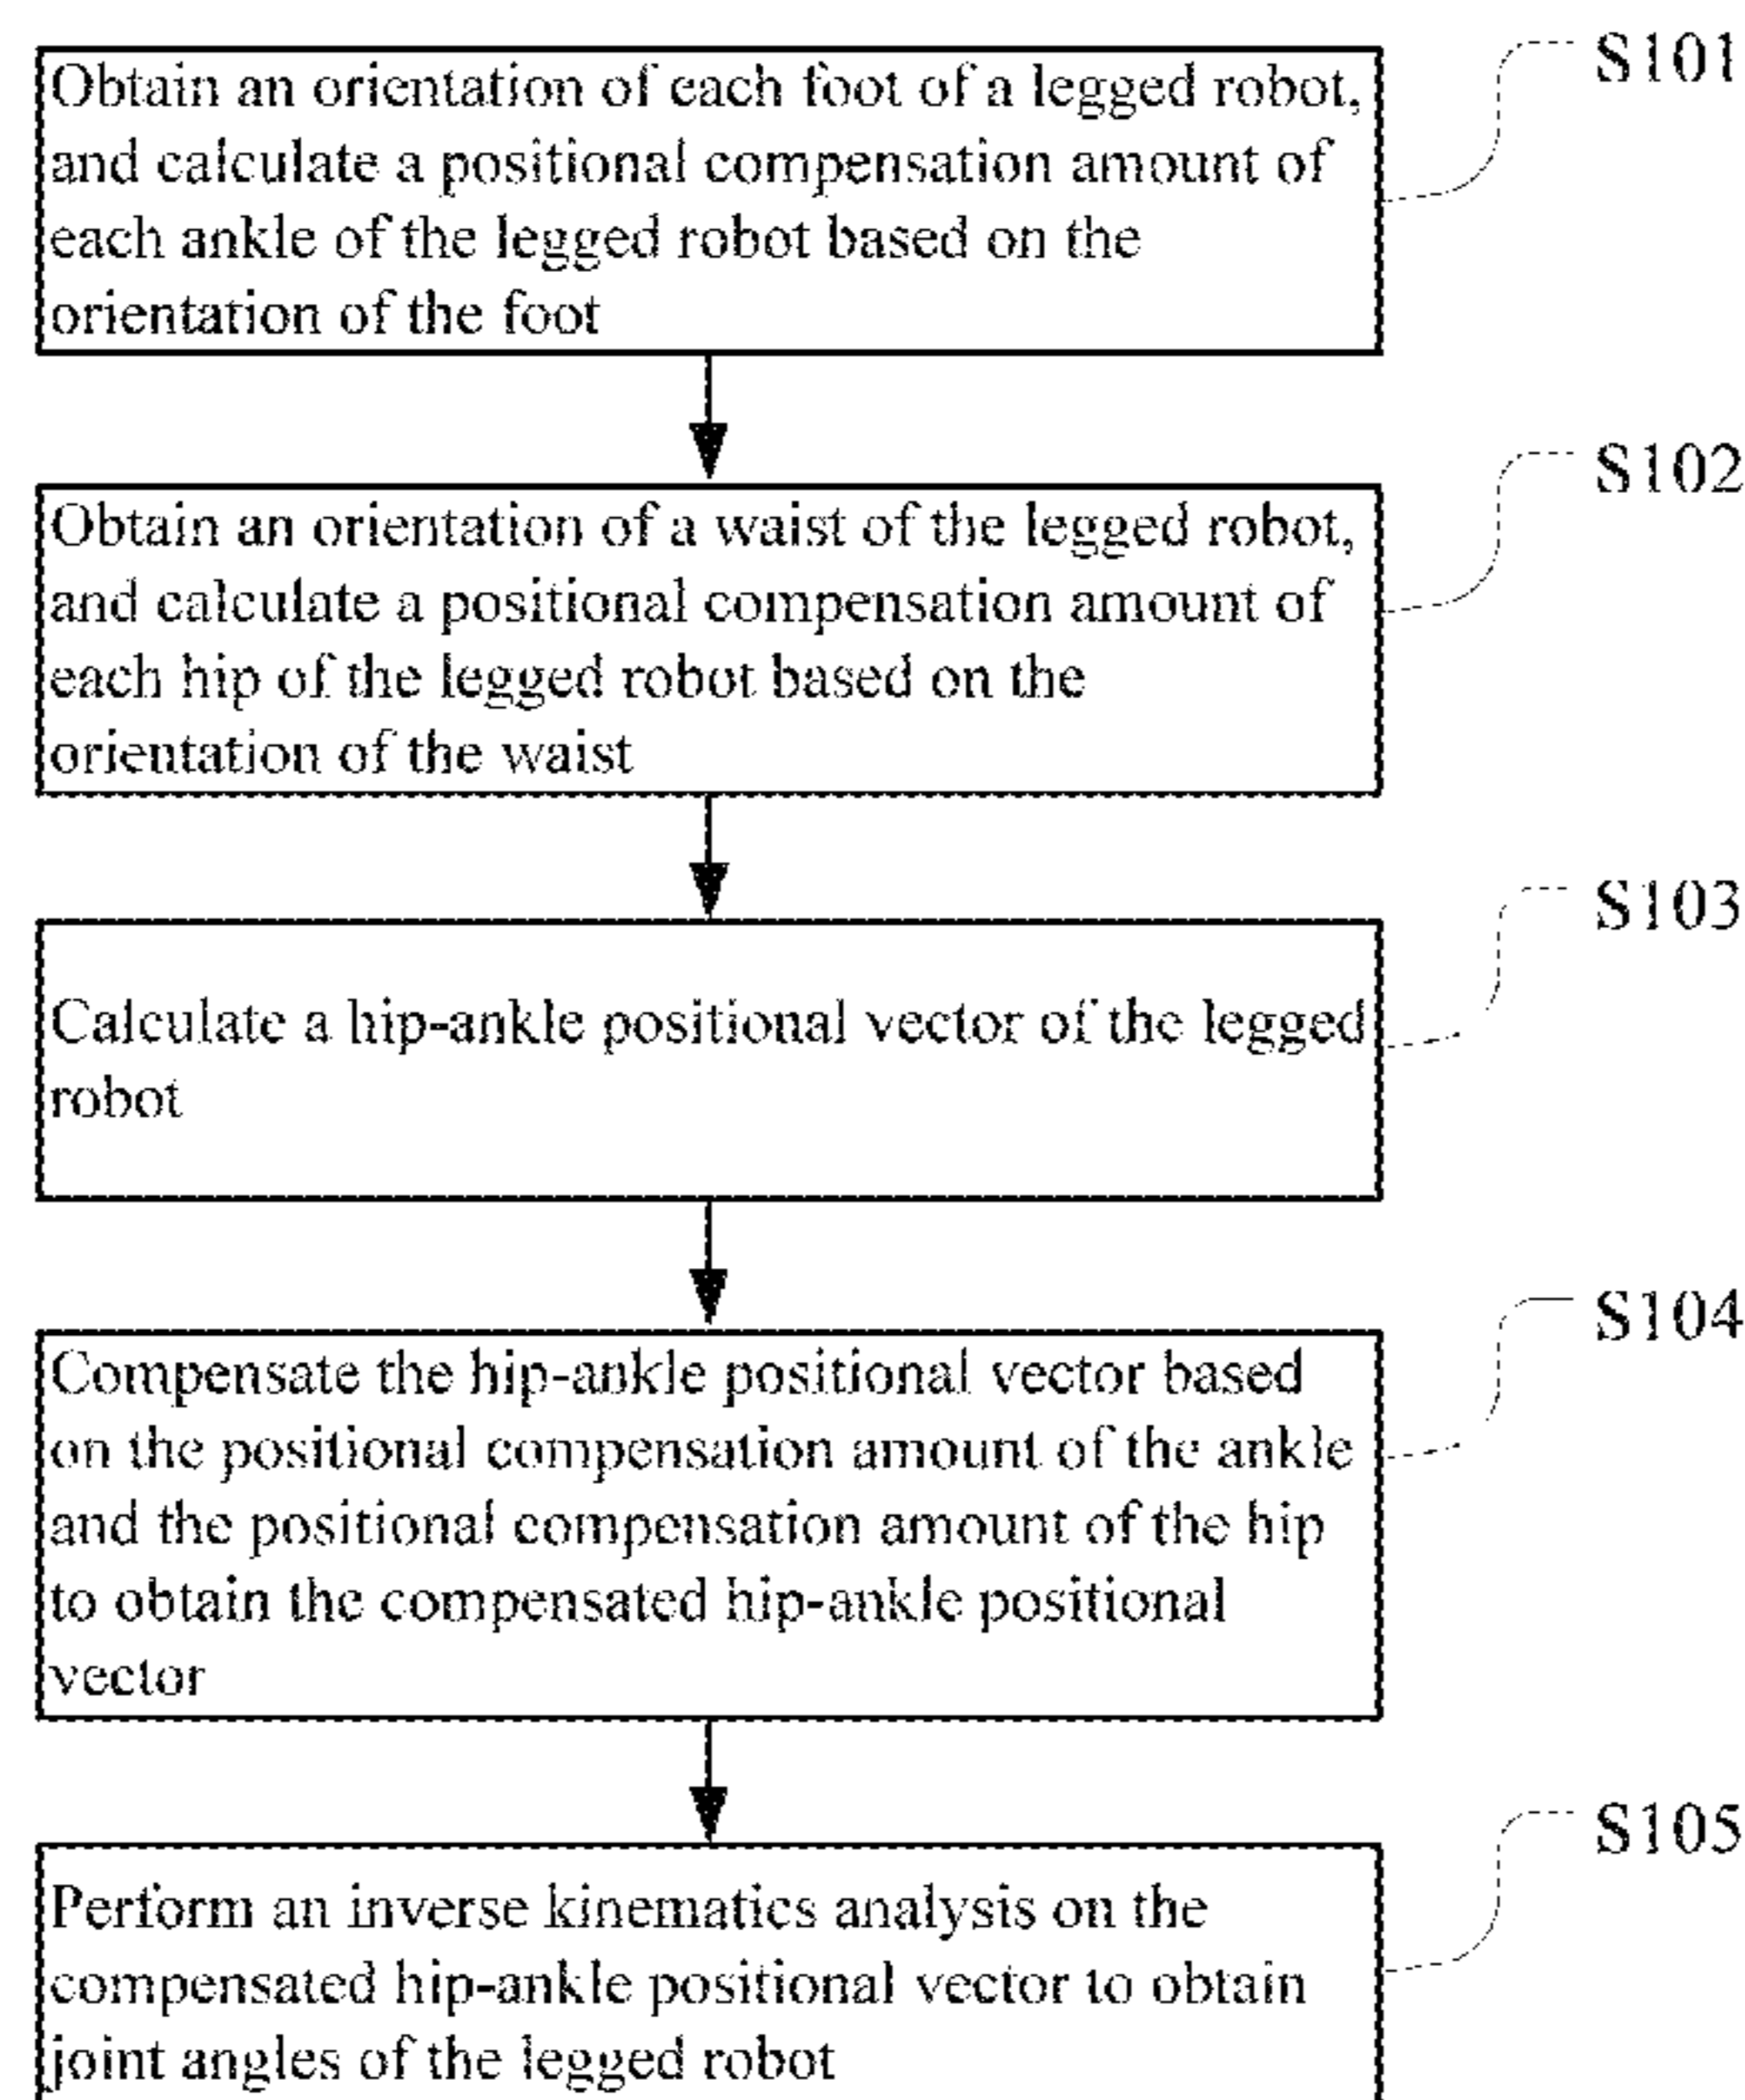 S101
Obtain an orientation of each foot of a legged robot,
and calculate a positional compensation amount of
each ankle of the legged robot based on the
orientation of the foot
S102
Obtain an orientation of a waist of the legged robot,
and calculate a positional compensation amount of
each hip of the legged robot based on the
orientation of the waist
S103
Calculate a hip-ankle positional vector of the legged
robot
S104
Compensate the hip-ankle positional vector based
on the positional compensation amount of the ankle
and the positional compensation amount of the hip
to obtain the compensated hip-ankle positional
vector
S105
Perform an inverse kinematics analysis on the
compensated hip-ankle positional vector to obtain
joint angles of the legged robot